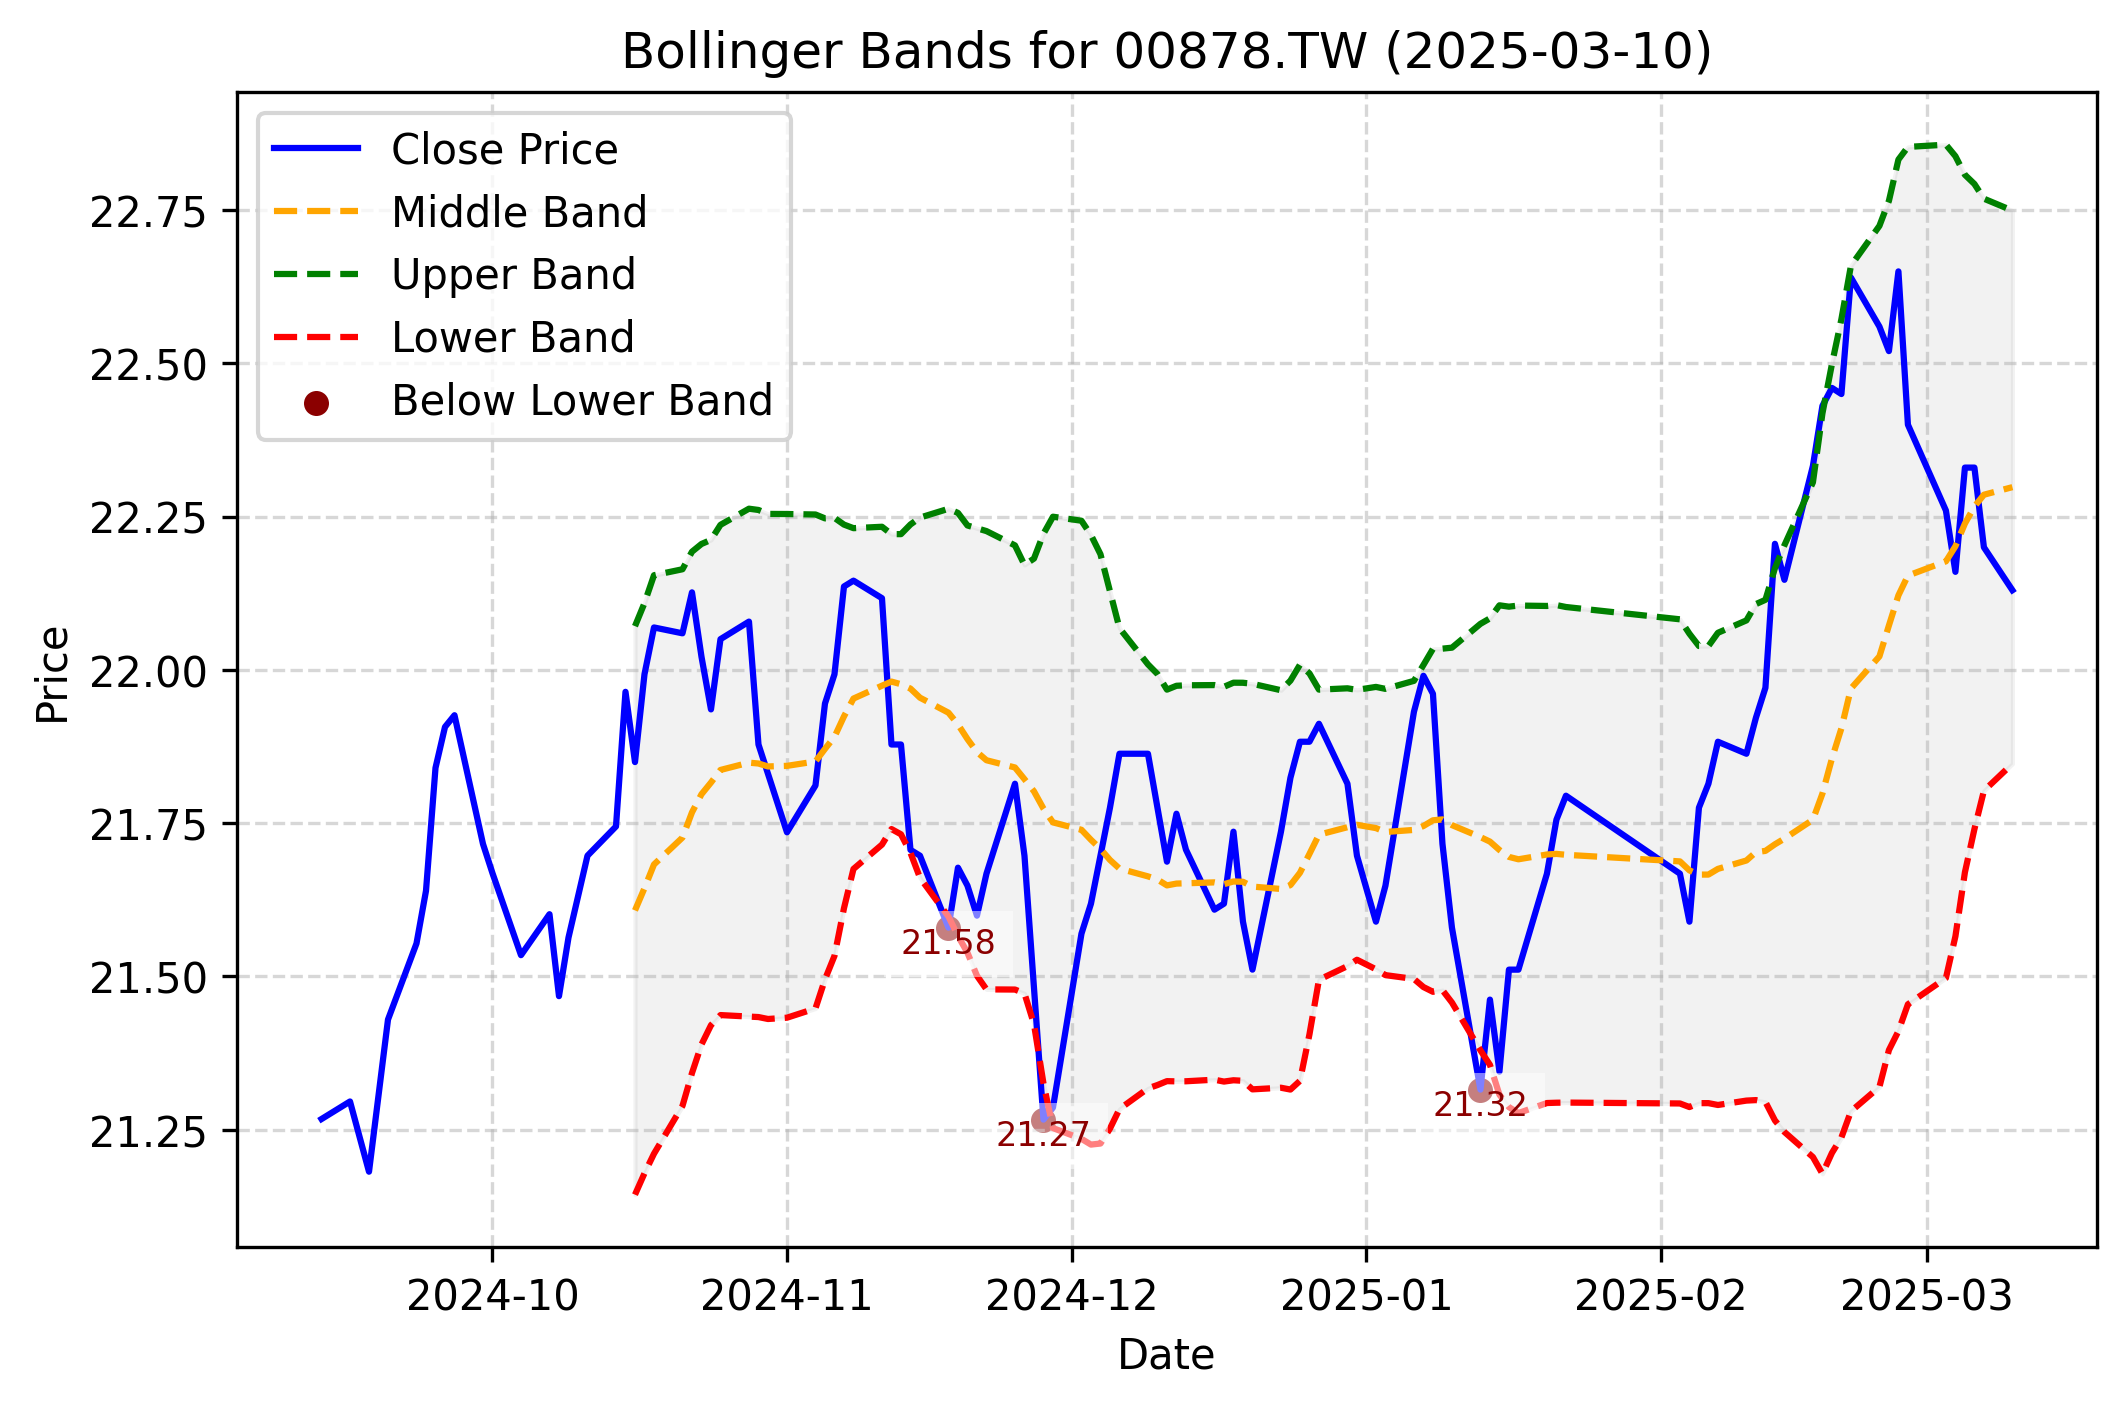 Bollinger Bands for 00878.TW (2025-03-10)
Close Price
Middle Band
Upper Band
Lower Band
Below Lower Band
Price
22.75
22.50
22.25
22.00
21.75
21.50
21.25
21.58
21.27
21.32
2024-10
2024-11
2024-12
2025-01
2025-02
2025-03
Date